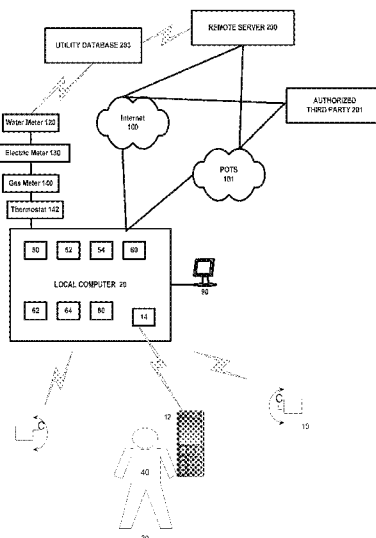 REMOTE SERVER 200
UTILITY DATABASE 203
AUTHORIZED
THIRD PARTY 201
Internet
100
Water Meter 120
Electric Meter 130
POTS
101
Gas Meter 140
Thermostat 142
50 52 54 60
LOCAL COMPUTER 20
90
62 64 80 14
12
C
C
10
40
30